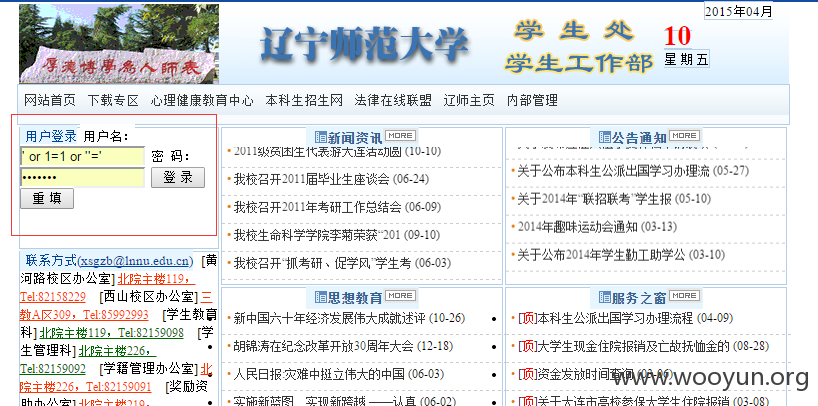 2015年04月
辽宁师范大学
学生处
学生工作部
10
星期五
厚德博學為人師表
网站首页 下载专区 心理健康教育中心 本科生招生网 法律在线联盟 辽师主页 内部管理
用户登录 用户名：
' or 1=1 or ''='
密 码：
•••••••
登 录
重 填
联系方式(xsgzb@lnnu.edu.cn) [黄
河路校区办公室] 北院主楼119，
Tel:82158229 [西山校区办公室] 三
教A区309，Tel:85992993 [学生教育
科] 北院主楼119，Tel:82159098 [学
生管理科] 北院主楼226，
Tel:82159092 [学籍管理办公室] 北
院主楼226，Tel:82159091 [奖励资
助办公室] 北院主楼219，
新闻资讯 MORE
2011级贫困生代表游大连活动圆 (10-10)
我校召开2011届毕业生座谈会 (06-24)
我校召开2011年考研工作总结会 (06-09)
我校生命科学学院李菊荣获“201 (09-10)
我校召开“抓考研、促学风”学生考 (06-03)
公告通知 MORE
关于公布本科生公派出国学习办理流 (05-27)
关于2014年“联招联考”学生报 (05-10)
2014年趣味运动会通知 (03-13)
关于公布2014年学生勤工助学公 (03-10)
思想教育 MORE
新中国六十年经济发展伟大成就述评 (10-26)
胡锦涛在纪念改革开放30周年大会 (12-18)
人民日报:灾难中挺立伟大的中国 (06-03)
实施新蓝图 实现新跨越 ——认真 (06-02)
服务之窗 MORE
[页]本科生公派出国学习办理流程 (04-09)
[页]大学生现金住院报销及亡故抚恤金的 (08-28)
[页]资金发放时间查询 (03-06)
[页]关于大连市高校参保大学生住院报 (06-08)
www.wooyun.org